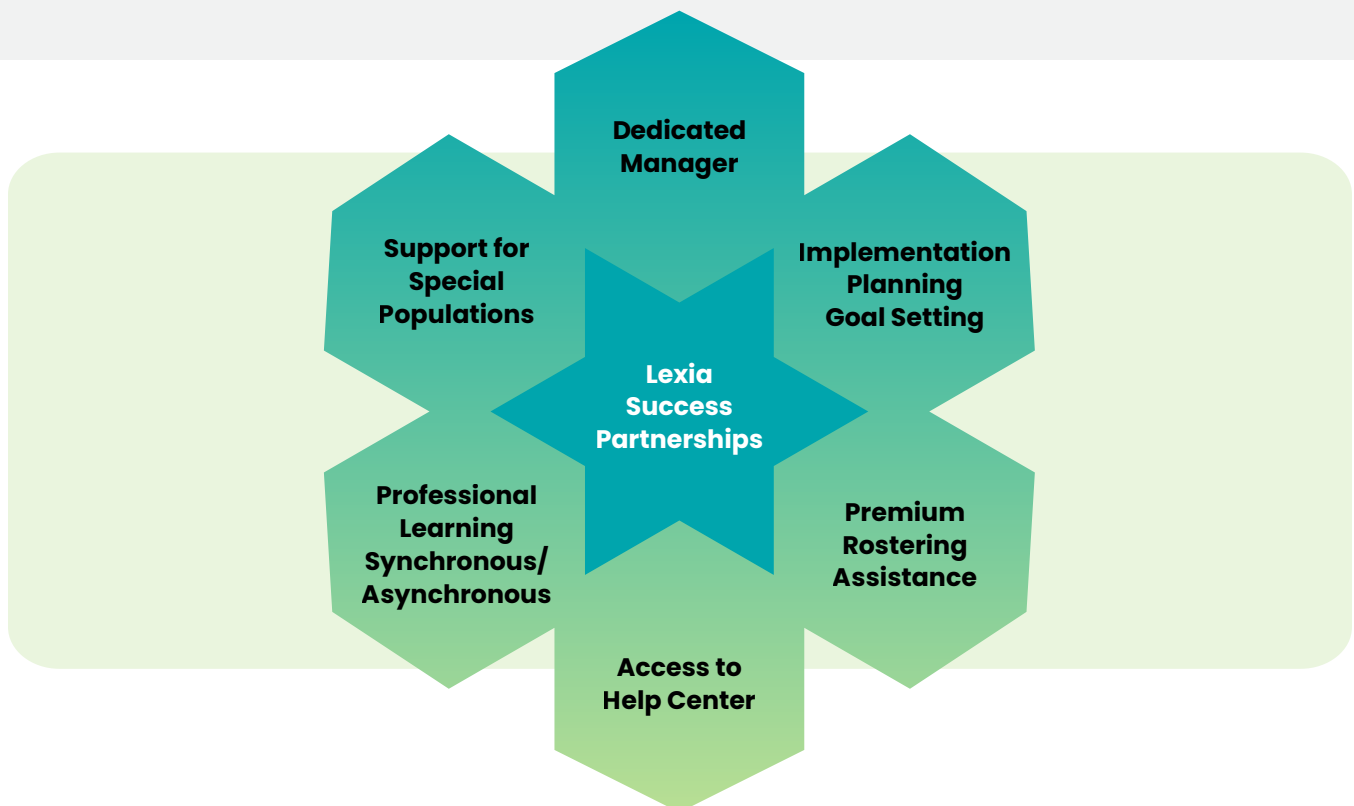 Dedicated
Manager
Support for
Special
Populations
Implementation
Planning
Goal Setting
Lexia
Success
Partnerships
Professional
Learning
Synchronous/
Asynchronous
Premium
Rostering
Assistance
Access to
Help Center